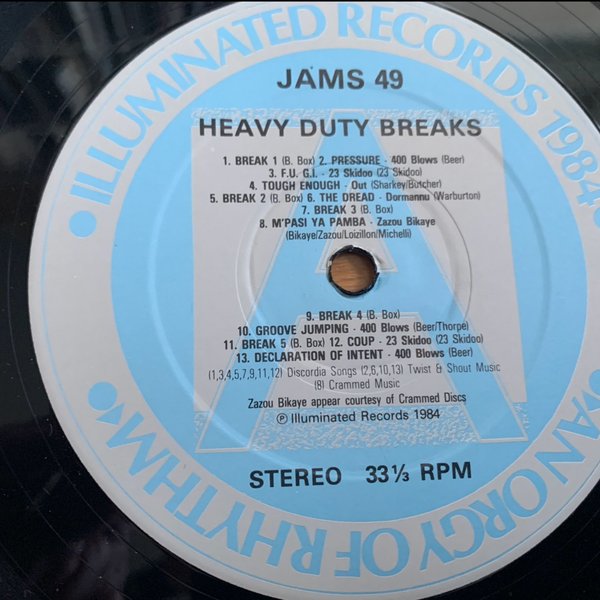 ILLUMINATED RECORDS 1984
JAMS 49
HEAVY DUTY BREAKS
1. BREAK 1 (B. Box) 2. PRESSURE - 400 Blows (Beer)
3. F.U. G.I. - 23 Skidoo (23 Skidoo)
4. TOUGH ENOUGH - Out (Sharkey/Butcher)
5. BREAK 2 (B. Box) 6. THE DREAD - Dormannu (Warburton)
7. BREAK 3 (B. Box)
8. M'PASI YA PAMBA - Zazou Bikaye
(Bikaye/Zazou/Loizillon/Michelli)
9. BREAK 4 (B. Box)
10. GROOVE JUMPING - 400 Blows (Beer/Thorpe)
11. BREAK 5 (B. Box) 12. COUP - 23 Skidoo (23 Skidoo)
13. DECLARATION OF INTENT - 400 Blows (Beer)
(1,3,4,5,7,9,11,12) Discordia Songs (2,6,10,13) Twist & Shout Music
(8) Crammed Music
Zazou Bikaye appear courtesy of Crammed Discs
℗ Illuminated Records 1984
STEREO 33⅓ RPM
AN ORGY OF RHYTHM
A